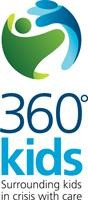 360°
kids
Surrounding kids
in crisis with care